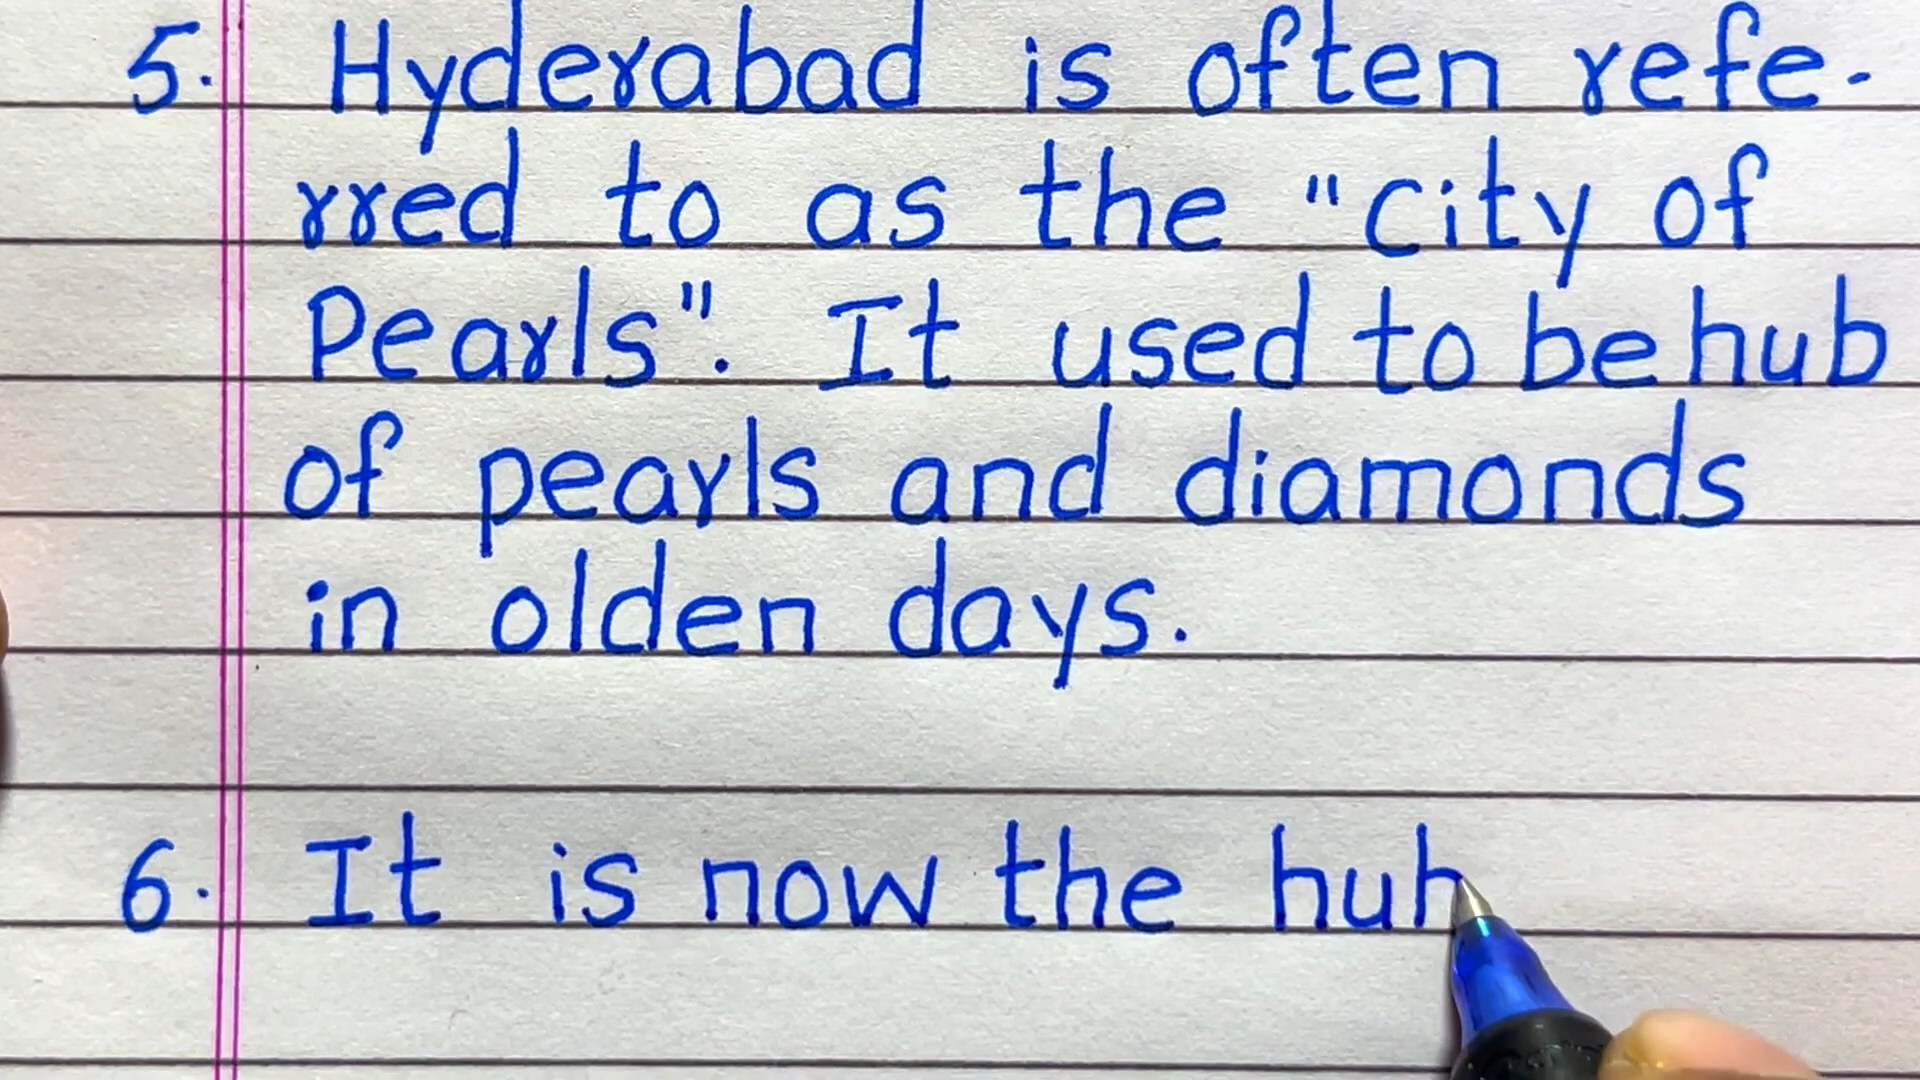 5. Hyderabad is often refe-
rred to as the "City of
Pearls". It used to be hub
of pearls and diamonds
in olden days.
6. It is now the